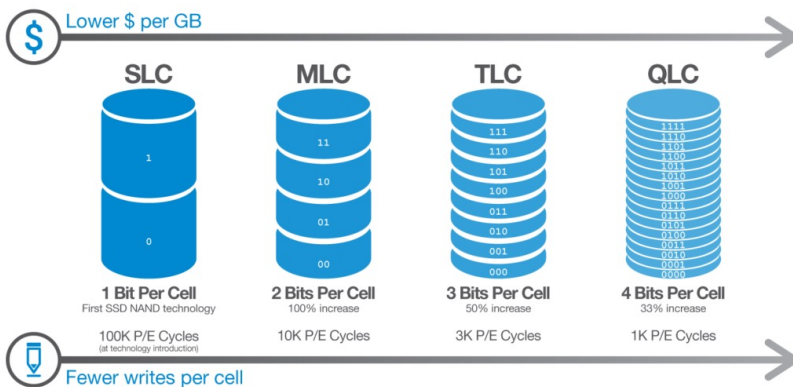 $
Lower $ per GB
SLC
MLC
TLC
QLC
1
0
11
10
01
00
111
110
101
100
011
010
001
000
1111
1110
1101
1100
1011
1010
1001
1000
0111
0110
0101
0100
0011
0010
0001
0000
1 Bit Per Cell
First SSD NAND technology
100K P/E Cycles
(at technology introduction)
2 Bits Per Cell
100% increase
10K P/E Cycles
3 Bits Per Cell
50% increase
3K P/E Cycles
4 Bits Per Cell
33% increase
1K P/E Cycles
Fewer writes per cell